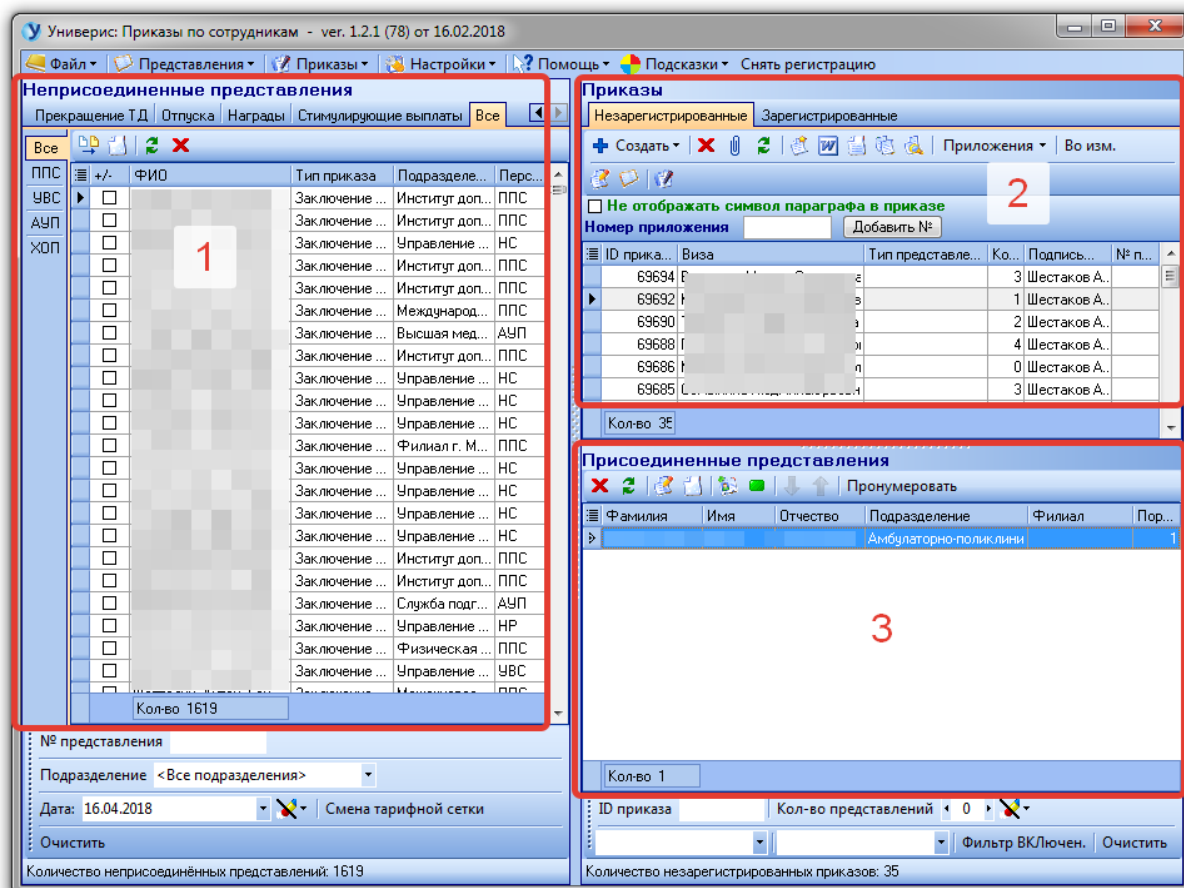 Универис: Приказы по сотрудникам - ver. 1.2.1 (78) от 16.02.2018
Файл Представления Приказы Настройки Помощь Подсказки Снять регистрацию
Неприсоединенные представления
Прекращение ТД Отпуска Награды Стимулирующие выплаты Все
Все
ППС
УВС
АУП
ХОП
+/- ФИО Тип приказа Подразделе... Перс...
Заключение ... Институт доп... ППС
Заключение ... Институт доп... ППС
Заключение ... Управление ... НС
Заключение ... Институт доп... ППС
Заключение ... Институт доп... ППС
Заключение ... Международ... ППС
Заключение ... Высшая мед... АУП
Заключение ... Институт доп... ППС
Заключение ... Управление ... НС
Заключение ... Управление ... НС
Заключение ... Управление ... НС
Заключение ... Филиал г. М... ППС
Заключение ... Управление ... НС
Заключение ... Управление ... НС
Заключение ... Управление ... НС
Заключение ... Управление ... НС
Заключение ... Институт доп... ППС
Заключение ... Институт доп... ППС
Заключение ... Служба подг... АУП
Заключение ... Управление ... НР
Заключение ... Физическая ... ППС
Заключение ... Управление ... УВС
Кол-во 1619
1
№ представления
Подразделение <Все подразделения>
Дата: 16.04.2018 Смена тарифной сетки
Очистить
Количество неприсоединённых представлений: 1619
Приказы
Незарегистрированные Зарегистрированные
Создать Приложения Во изм.
2
Не отображать символ параграфа в приказе
Номер приложения Добавить №
ID прика... Виза Тип представле... Ко... Подпись... № п...
69694 3 Шестаков А..
69692 1 Шестаков А..
69690 2 Шестаков А..
69688 4 Шестаков А..
69686 0 Шестаков А..
69685 3 Шестаков А..
Кол-во 35
Присоединенные представления
Пронумеровать
Фамилия Имя Отчество Подразделение Филиал Пор...
Амбулаторно-поликлини 1
3
Кол-во 1
ID приказа Кол-во представлений 0
Фильтр ВКЛючен. Очистить
Количество незарегистрированных приказов: 35